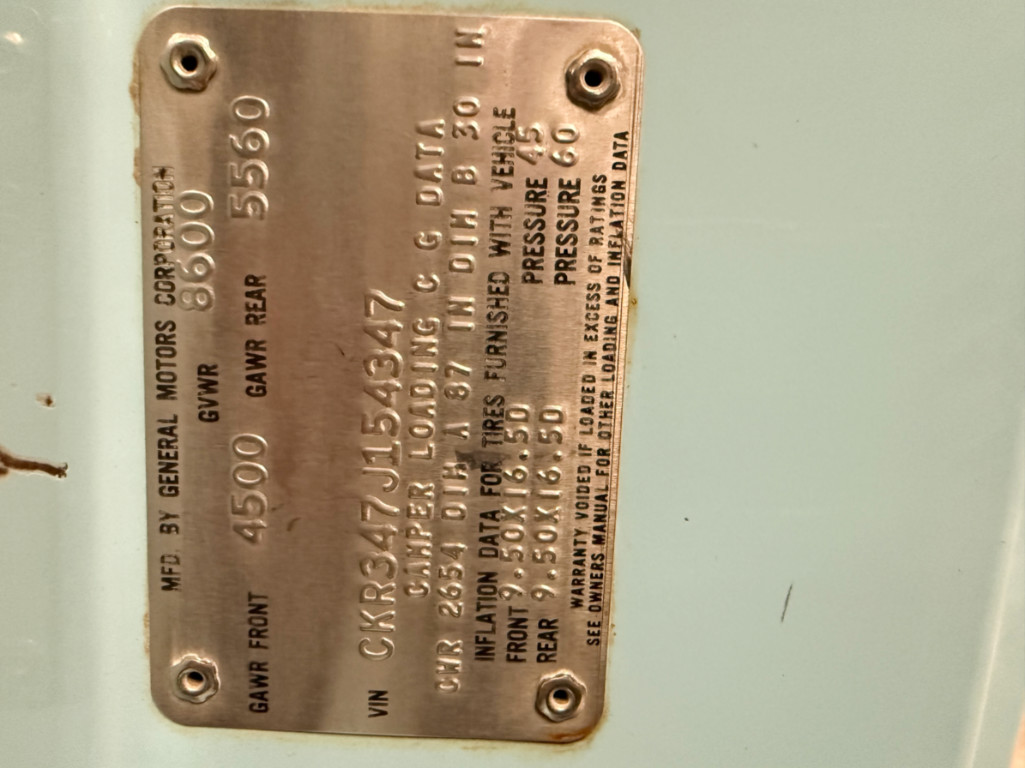 MFD. BY GENERAL MOTORS CORPORATION
GVWR 8600
GAWR FRONT 4500 GAWR REAR 5560
VIN CKR347J154347
CAMPER LOADING C G DATA
CWR 2654 DIM A 87 IN DIM B 30 IN
INFLATION DATA FOR TIRES FURNISHED WITH VEHICLE
FRONT 9.50X16.5D PRESSURE 45
REAR 9.50X16.5D PRESSURE 60
WARRANTY VOIDED IF LOADED IN EXCESS OF RATINGS
SEE OWNERS MANUAL FOR OTHER LOADING AND INFLATION DATA